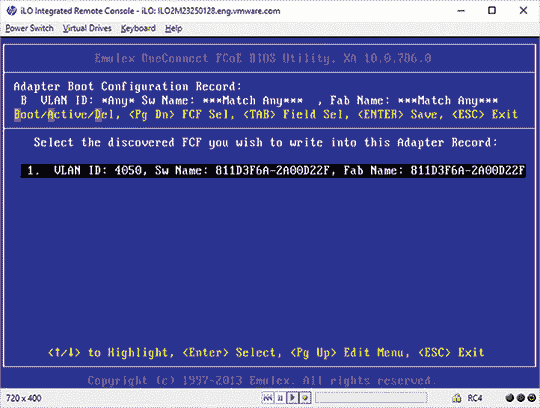 iLO Integrated Remote Console - iLO: ILO2M23250128.eng.vmware.com
Power Switch Virtual Drives Keyboard Help
Emulex OneConnect FCoE BIOS Utility, XA 10.0.706.0
Adapter Boot Configuration Record:
B VLAN ID: *Any* Sw Name: ***Match Any*** , Fab Name: ***Match Any***
Boot/Active/Del, <Pg Dn> FCF Sel, <TAB> Field Sel, <ENTER> Save, <ESC> Exit
Select the discovered FCF you wish to write into this Adapter Record:
1. VLAN ID: 4050, Sw Name: 811D3F6A-2A00D22F, Fab Name: 811D3F6A-2A00D22F
<↑/↓> to Highlight, <Enter> Select, <Pg Up> Edit Menu, <ESC> Exit
Copyright (c) 1997-2013 Emulex. All rights reserved.
720 x 400 RC4